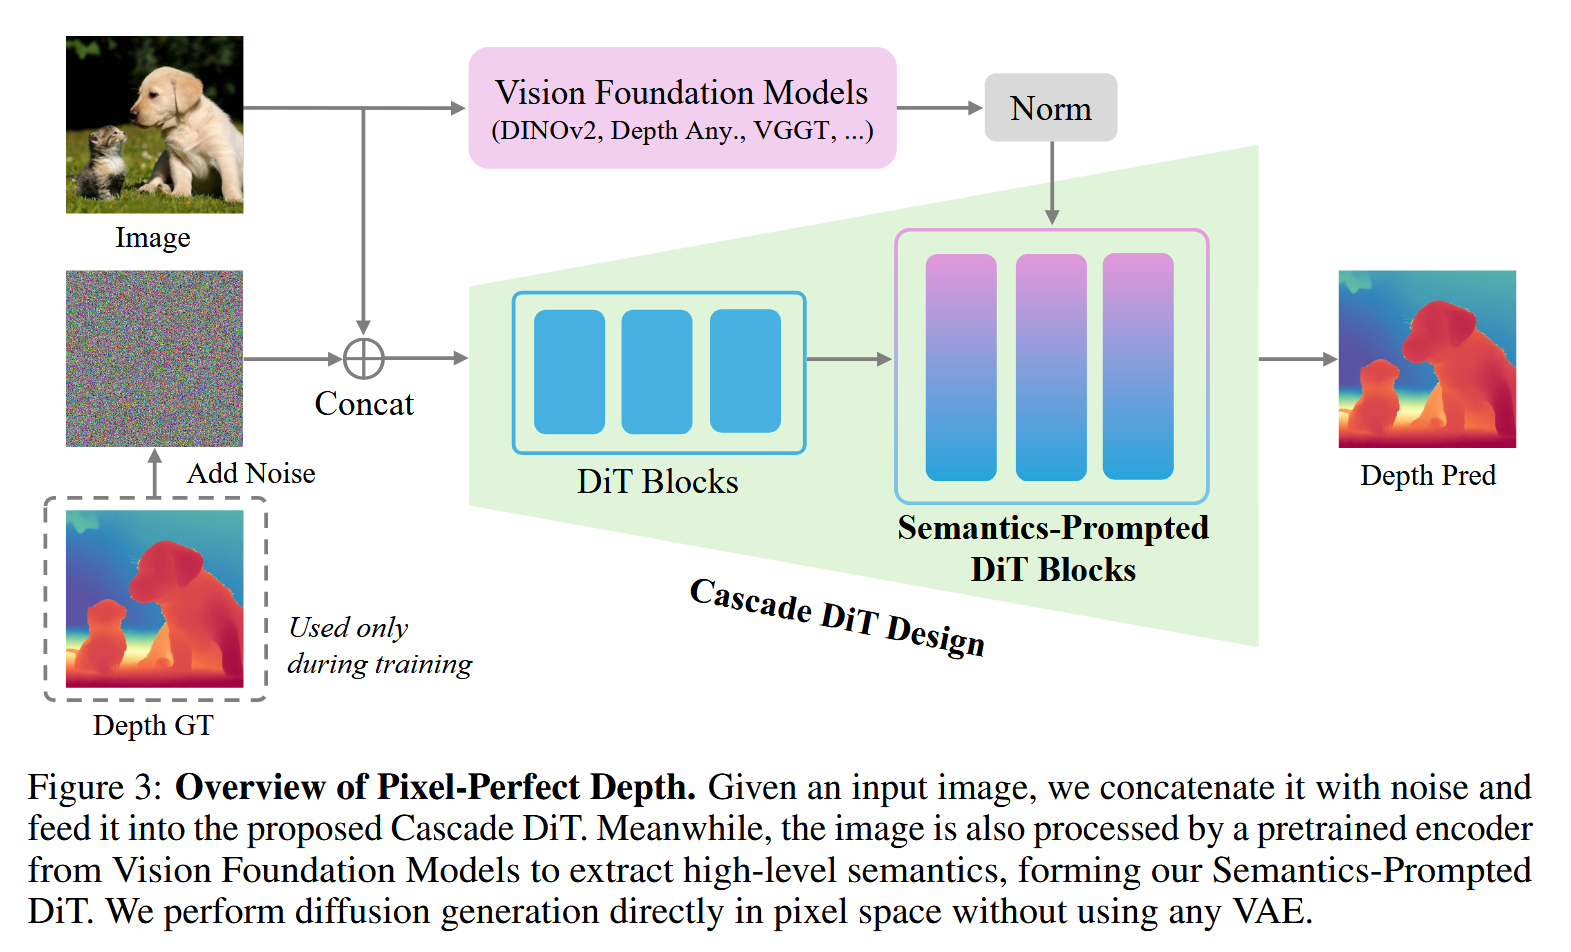 Vision Foundation Models
(DINOv2, Depth Any., VGGT, ...)
Norm
Image
Concat
Add Noise
DiT Blocks
Semantics-Prompted
DiT Blocks
Depth Pred
Cascade DiT Design
Used only
during training
Depth GT
Figure 3: Overview of Pixel-Perfect Depth. Given an input image, we concatenate it with noise and
feed it into the proposed Cascade DiT. Meanwhile, the image is also processed by a pretrained encoder
from Vision Foundation Models to extract high-level semantics, forming our Semantics-Prompted
DiT. We perform diffusion generation directly in pixel space without using any VAE.